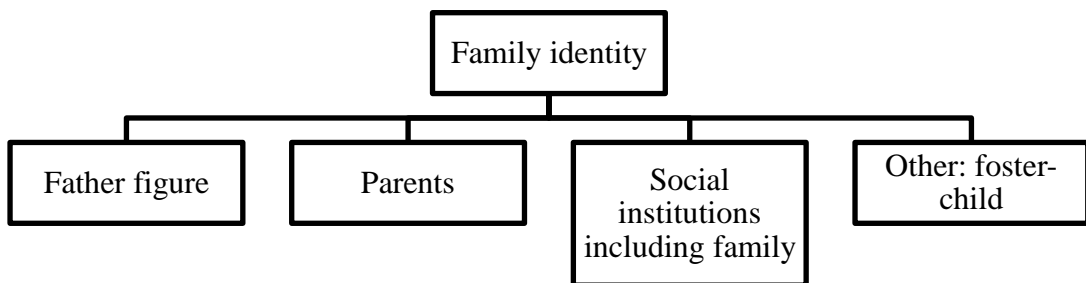 Family identity
Father figure
Parents
Social
institutions
including family
Other: foster-
child